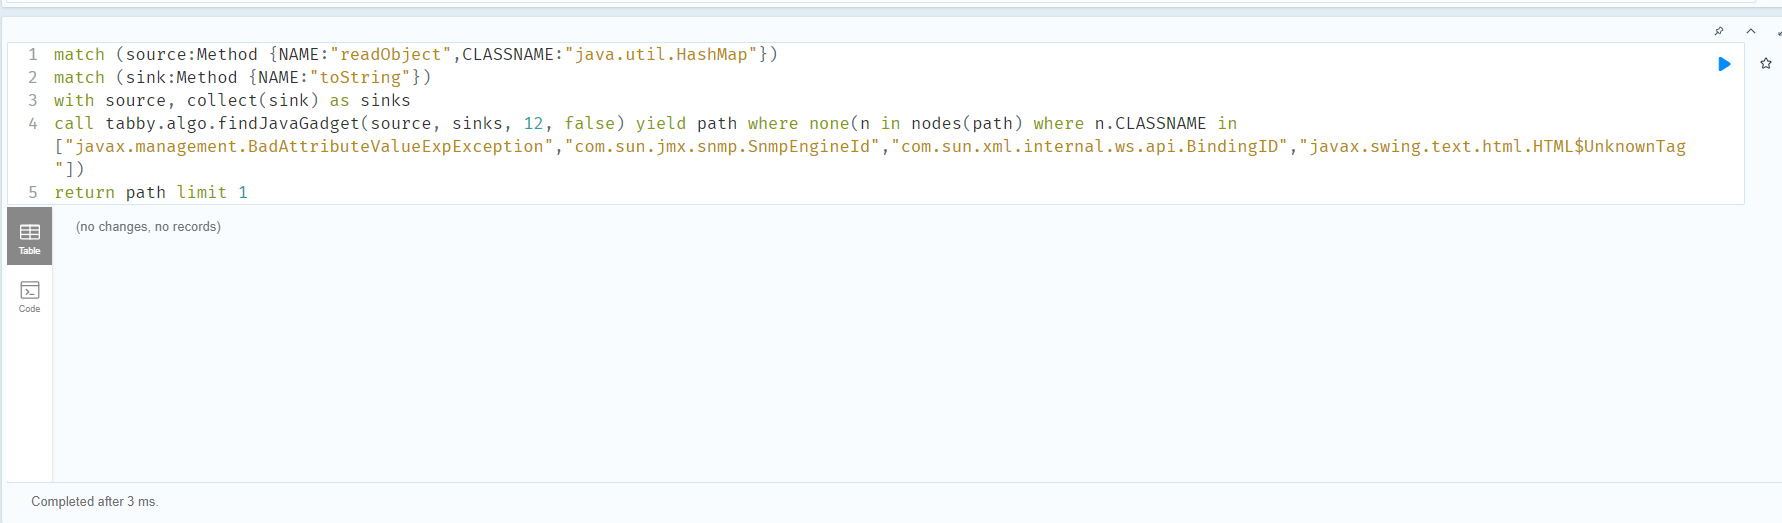 1 match (source:Method {NAME:"readObject",CLASSNAME:"java.util.HashMap"})
2 match (sink:Method {NAME:"toString"})
3 with source, collect(sink) as sinks
4 call tabby.algo.findJavaGadget(source, sinks, 12, false) yield path where none(n in nodes(path) where n.CLASSNAME in
["javax.management.BadAttributeValueExpException","com.sun.jmx.snmp.SnmpEngineId","com.sun.xml.internal.ws.api.BindingID","javax.swing.text.html.HTML$UnknownTag
"])
5 return path limit 1
(no changes, no records)
Table
Code
Completed after 3 ms.